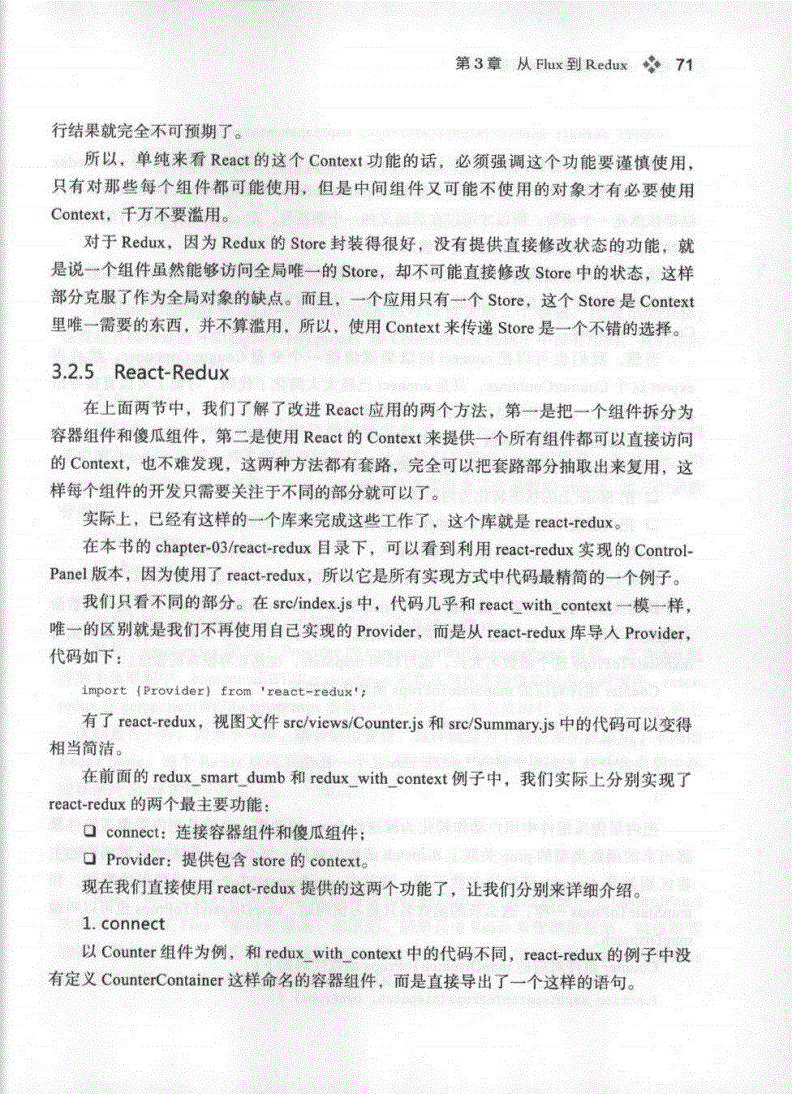 第3章 从 Flux 到 Redux 71
行结果就完全不可预期了。
所以，单纯来看 React 的这个 Context 功能的话，必须强调这个功能要谨慎使用，
只有对那些每个组件都可能使用，但是中间组件又可能不使用的对象才有必要使用
Context，千万不要滥用。
对于 Redux，因为 Redux 的 Store 封装得很好，没有提供直接修改状态的功能，就
是说一个组件虽然能够访问全局唯一的 Store，却不可能直接修改 Store 中的状态，这样
部分克服了作为全局对象的缺点。而且，一个应用只有一个 Store，这个 Store 是 Context
里唯一需要的东西，并不算滥用，所以，使用 Context 来传递 Store 是一个不错的选择。
3.2.5 React-Redux
在上面两节中，我们了解了改进 React 应用的两个方法，第一是把一个组件拆分为
容器组件和傻瓜组件，第二是使用 React 的 Context 来提供一个所有组件都可以直接访问
的 Context，也不难发现，这两种方法都有套路，完全可以把套路部分抽取出来复用，这
样每个组件的开发只需要关注于不同的部分就可以了。
实际上，已经有这样的一个库来完成这些工作了，这个库就是 react-redux。
在本书的 chapter-03/react-redux 目录下，可以看到利用 react-redux 实现的 Control-
Panel 版本，因为使用了 react-redux，所以它是所有实现方式中代码最精简的一个例子。
我们只看不同的部分。在 src/index.js 中，代码几乎和 react_with_context 一模一样，
唯一的区别就是我们不再使用自己实现的 Provider，而是从 react-redux 库导入 Provider，
代码如下：
import {Provider} from 'react-redux';
有了 react-redux，视图文件 src/views/Counter.js 和 src/Summary.js 中的代码可以变得
相当简洁。
在前面的 redux_smart_dumb 和 redux_with_context 例子中，我们实际上分别实现了
react-redux 的两个最主要功能：
❑ connect：连接容器组件和傻瓜组件；
❑ Provider：提供包含 store 的 context。
现在我们直接使用 react-redux 提供的这两个功能了，让我们分别来详细介绍。
1. connect
以 Counter 组件为例，和 redux_with_context 中的代码不同，react-redux 的例子中没
有定义 CounterContainer 这样命名的容器组件，而是直接导出了一个这样的语句。